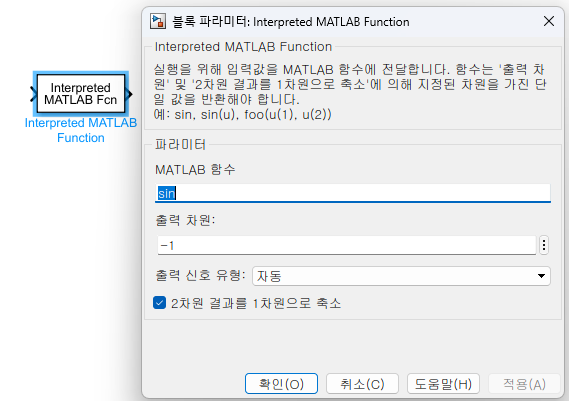 블록 파라미터: Interpreted MATLAB Function
Interpreted
MATLAB Fcn
Interpreted MATLAB
Function
Interpreted MATLAB Function
실행을 위해 입력값을 MATLAB 함수에 전달합니다. 함수는 '출력 차
원' 및 '2차원 결과를 1차원으로 축소'에 의해 지정된 차원을 가진 단
일 값을 반환해야 합니다.
예: sin, sin(u), foo(u(1), u(2))
파라미터
MATLAB 함수
sin
출력 차원:
-1
출력 신호 유형: 자동
2차원 결과를 1차원으로 축소
확인(O) 취소(C) 도움말(H) 적용(A)